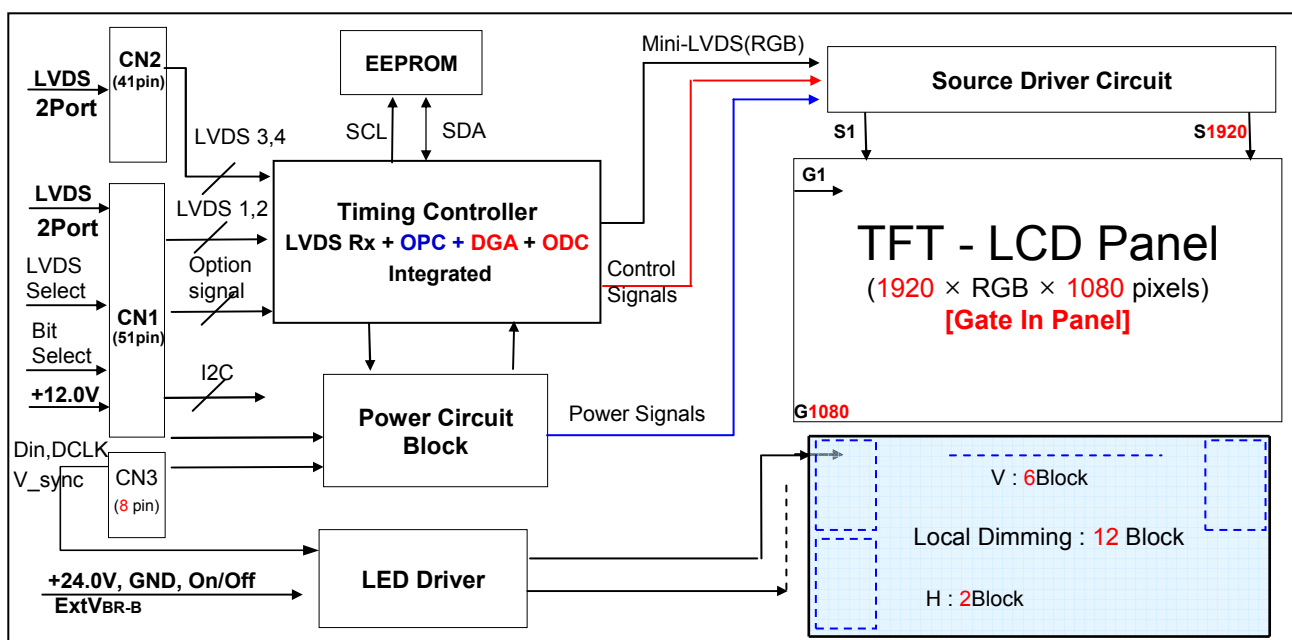 CN2
(41pin)
LVDS
2Port
EEPROM
Mini-LVDS(RGB)
Source Driver Circuit
SCL
SDA
LVDS 3,4
S1
S1920
G1
LVDS
2Port
LVDS 1,2
Timing Controller
LVDS Rx + OPC + DGA + ODC
Integrated
TFT - LCD Panel
(1920 × RGB × 1080 pixels)
[Gate In Panel]
LVDS
Select
Option
signal
Control
Signals
CN1
(51pin)
Bit
Select
I2C
+12.0V
Power Circuit
Block
Power Signals
G1080
Din,DCLK
V_sync
CN3
(8 pin)
V : 6Block
Local Dimming : 12 Block
H : 2Block
LED Driver
+24.0V, GND, On/Off
ExtVBR-B